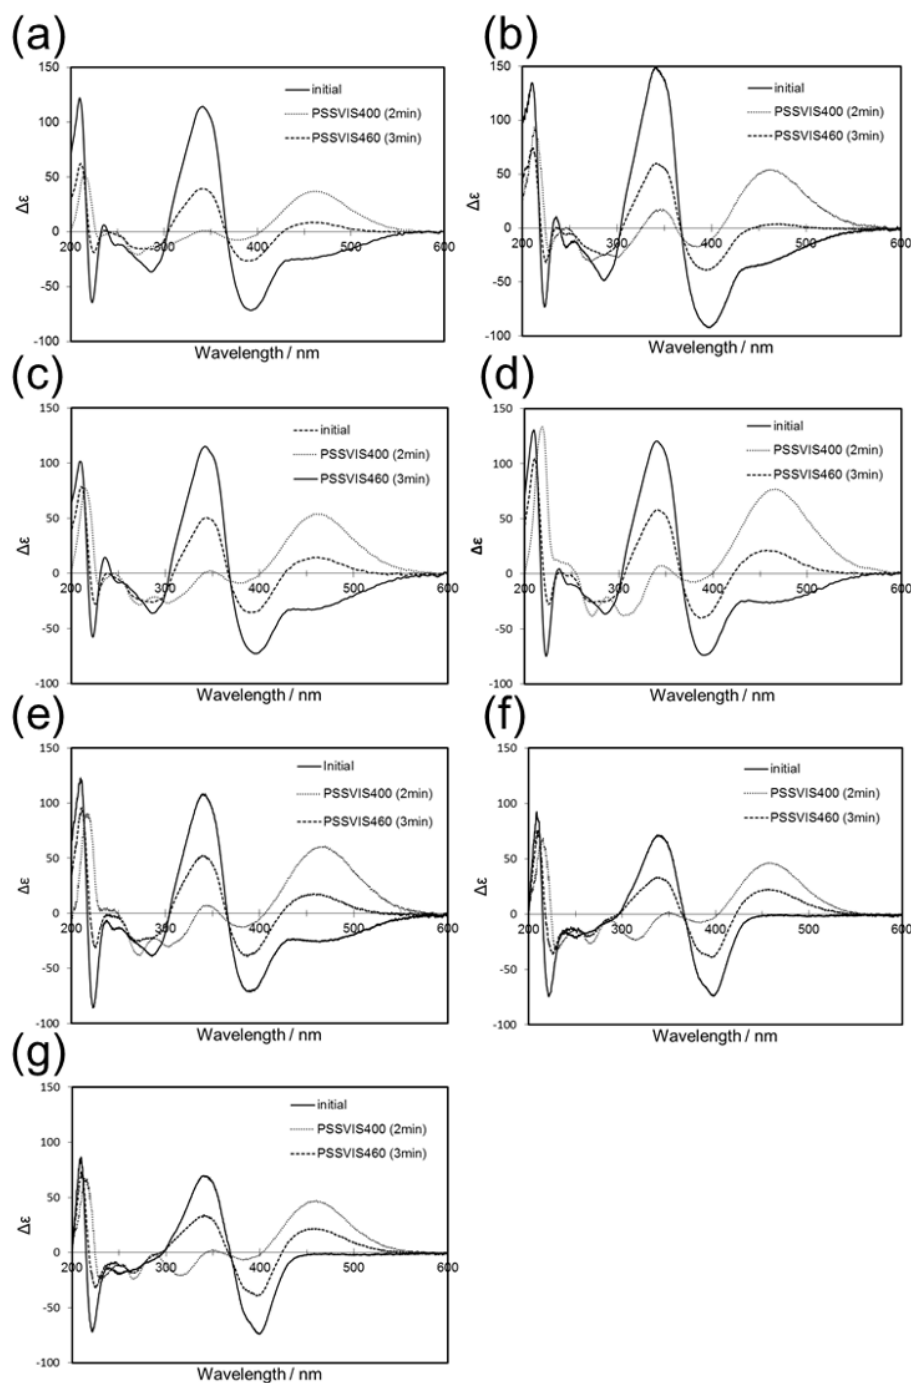 (a)
150
100
50
0
-50
-100
Δε
200 300 400 500 600
Wavelength / nm
initial
PSSVIS400 (2min)
PSSVIS460 (3min)
(b)
150
100
50
0
-50
-100
Δε
200 300 400 500 600
Wavelength / nm
initial
PSSVIS400 (2min)
PSSVIS460 (3min)
(c)
150
100
50
0
-50
-100
Δε
200 300 400 500 600
Wavelength / nm
initial
PSSVIS400 (2min)
PSSVIS460 (3min)
(d)
150
100
50
0
-50
-100
Δε
200 300 400 500 600
Wavelength / nm
initial
PSSVIS400 (2min)
PSSVIS460 (3min)
(e)
150
100
50
0
-50
-100
Δε
200 300 400 500 600
Wavelength / nm
Initial
PSSVIS400 (2min)
PSSVIS460 (3min)
(f)
150
100
50
0
-50
-100
Δε
200 300 400 500 600
Wavelength / nm
initial
PSSVIS400 (2min)
PSSVIS460 (3min)
(g)
150
100
50
0
-50
-100
Δε
200 300 400 500 600
Wavelength / nm
initial
PSSVIS400 (2min)
PSSVIS460 (3min)